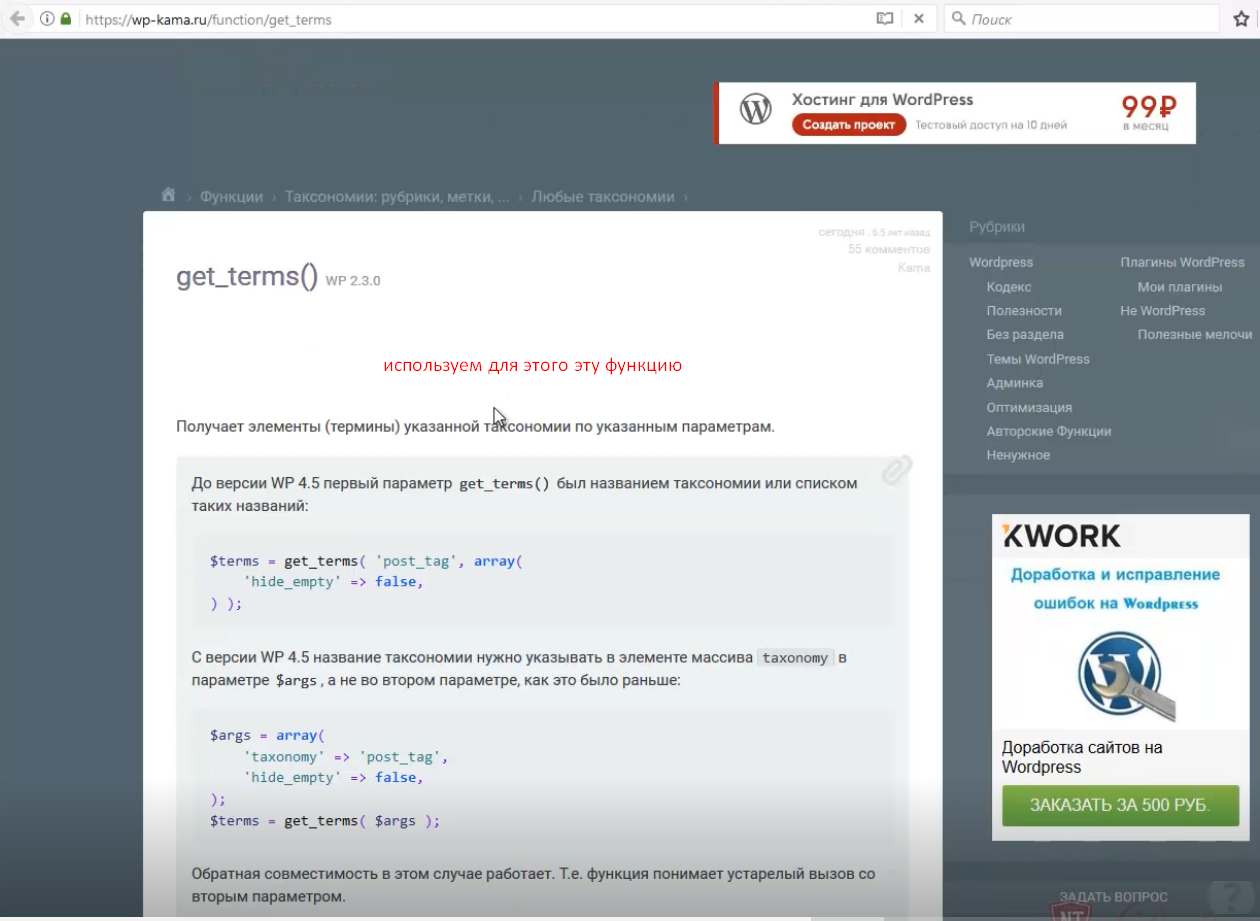 https://wp-kama.ru/function/get_terms
Поиск
Хостинг для WordPress
Создать проект
Тестовый доступ на 10 дней
99₽
в месяц
Функции › Таксономии: рубрики, метки, ... › Любые таксономии ›
сегодня . 6.5 лет назад
55 комментов
Kama
get_terms() WP 2.3.0
используем для этого эту функцию
Получает элементы (термины) указанной таксономии по указанным параметрам.
До версии WP 4.5 первый параметр get_terms() был названием таксономии или списком
таких названий:
$terms = get_terms( 'post_tag', array(
'hide_empty' => false,
) );
С версии WP 4.5 название таксономии нужно указывать в элементе массива taxonomy в
параметре $args , а не во втором параметре, как это было раньше:
$args = array(
'taxonomy' => 'post_tag',
'hide_empty' => false,
);
$terms = get_terms( $args );
Обратная совместимость в этом случае работает. Т.е. функция понимает устарелый вызов со
вторым параметром.
Рубрики
Wordpress
Кодекс
Полезности
Без раздела
Темы WordPress
Админка
Оптимизация
Авторские Функции
Ненужное
Плагины WordPress
Мои плагины
Не WordPress
Полезные мелочи
KWORK
Доработка и исправление
ошибок на Wordpress
Доработка сайтов на
Wordpress
ЗАКАЗАТЬ ЗА 500 РУБ.
ЗАДАТЬ ВОПРОС
?
NT